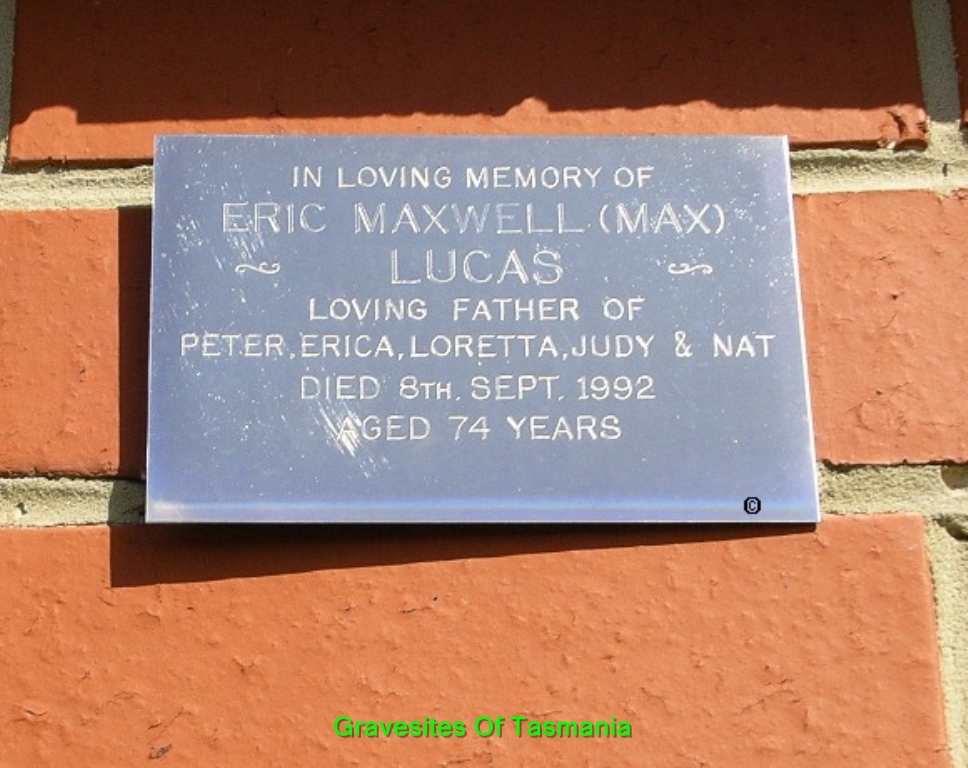 IN LOVING MEMORY OF
ERIC MAXWELL (MAX)
LUCAS
LOVING FATHER OF
PETER, ERICA, LORETTA, JUDY & NAT
DIED 8TH. SEPT. 1992
AGED 74 YEARS
©
Gravesites Of Tasmania